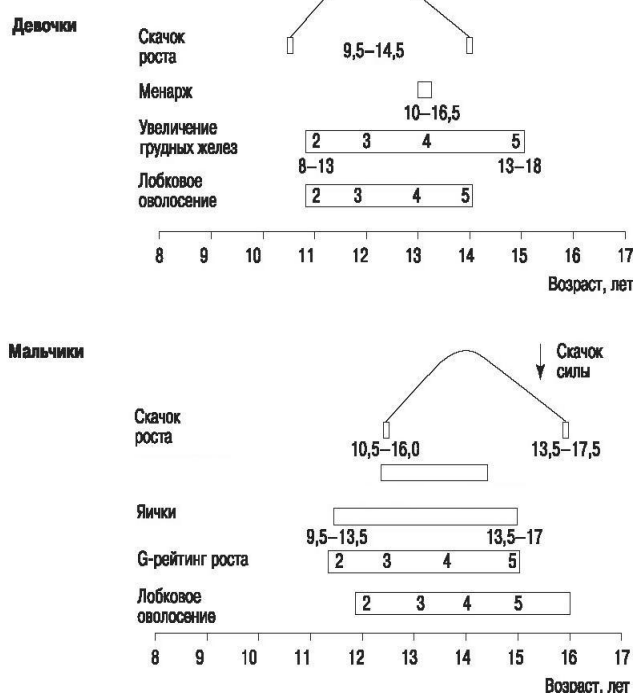 Девочки
Скачок
роста
9,5–14,5
Менарж
10–16,5
Увеличение
грудных желез
2 3 4 5
8–13 13–18
Лобковое
оволосение
2 3 4 5
8 9 10 11 12 13 14 15 16 17
Возраст, лет
Мальчики
Скачок
силы
Скачок
роста
10,5–16,0 13,5–17,5
Яички
9,5–13,5 13,5–17
G-рейтинг роста
2 3 4 5
Лобковое
оволосение
2 3 4 5
8 9 10 11 12 13 14 15 16 17
Возраст, лет